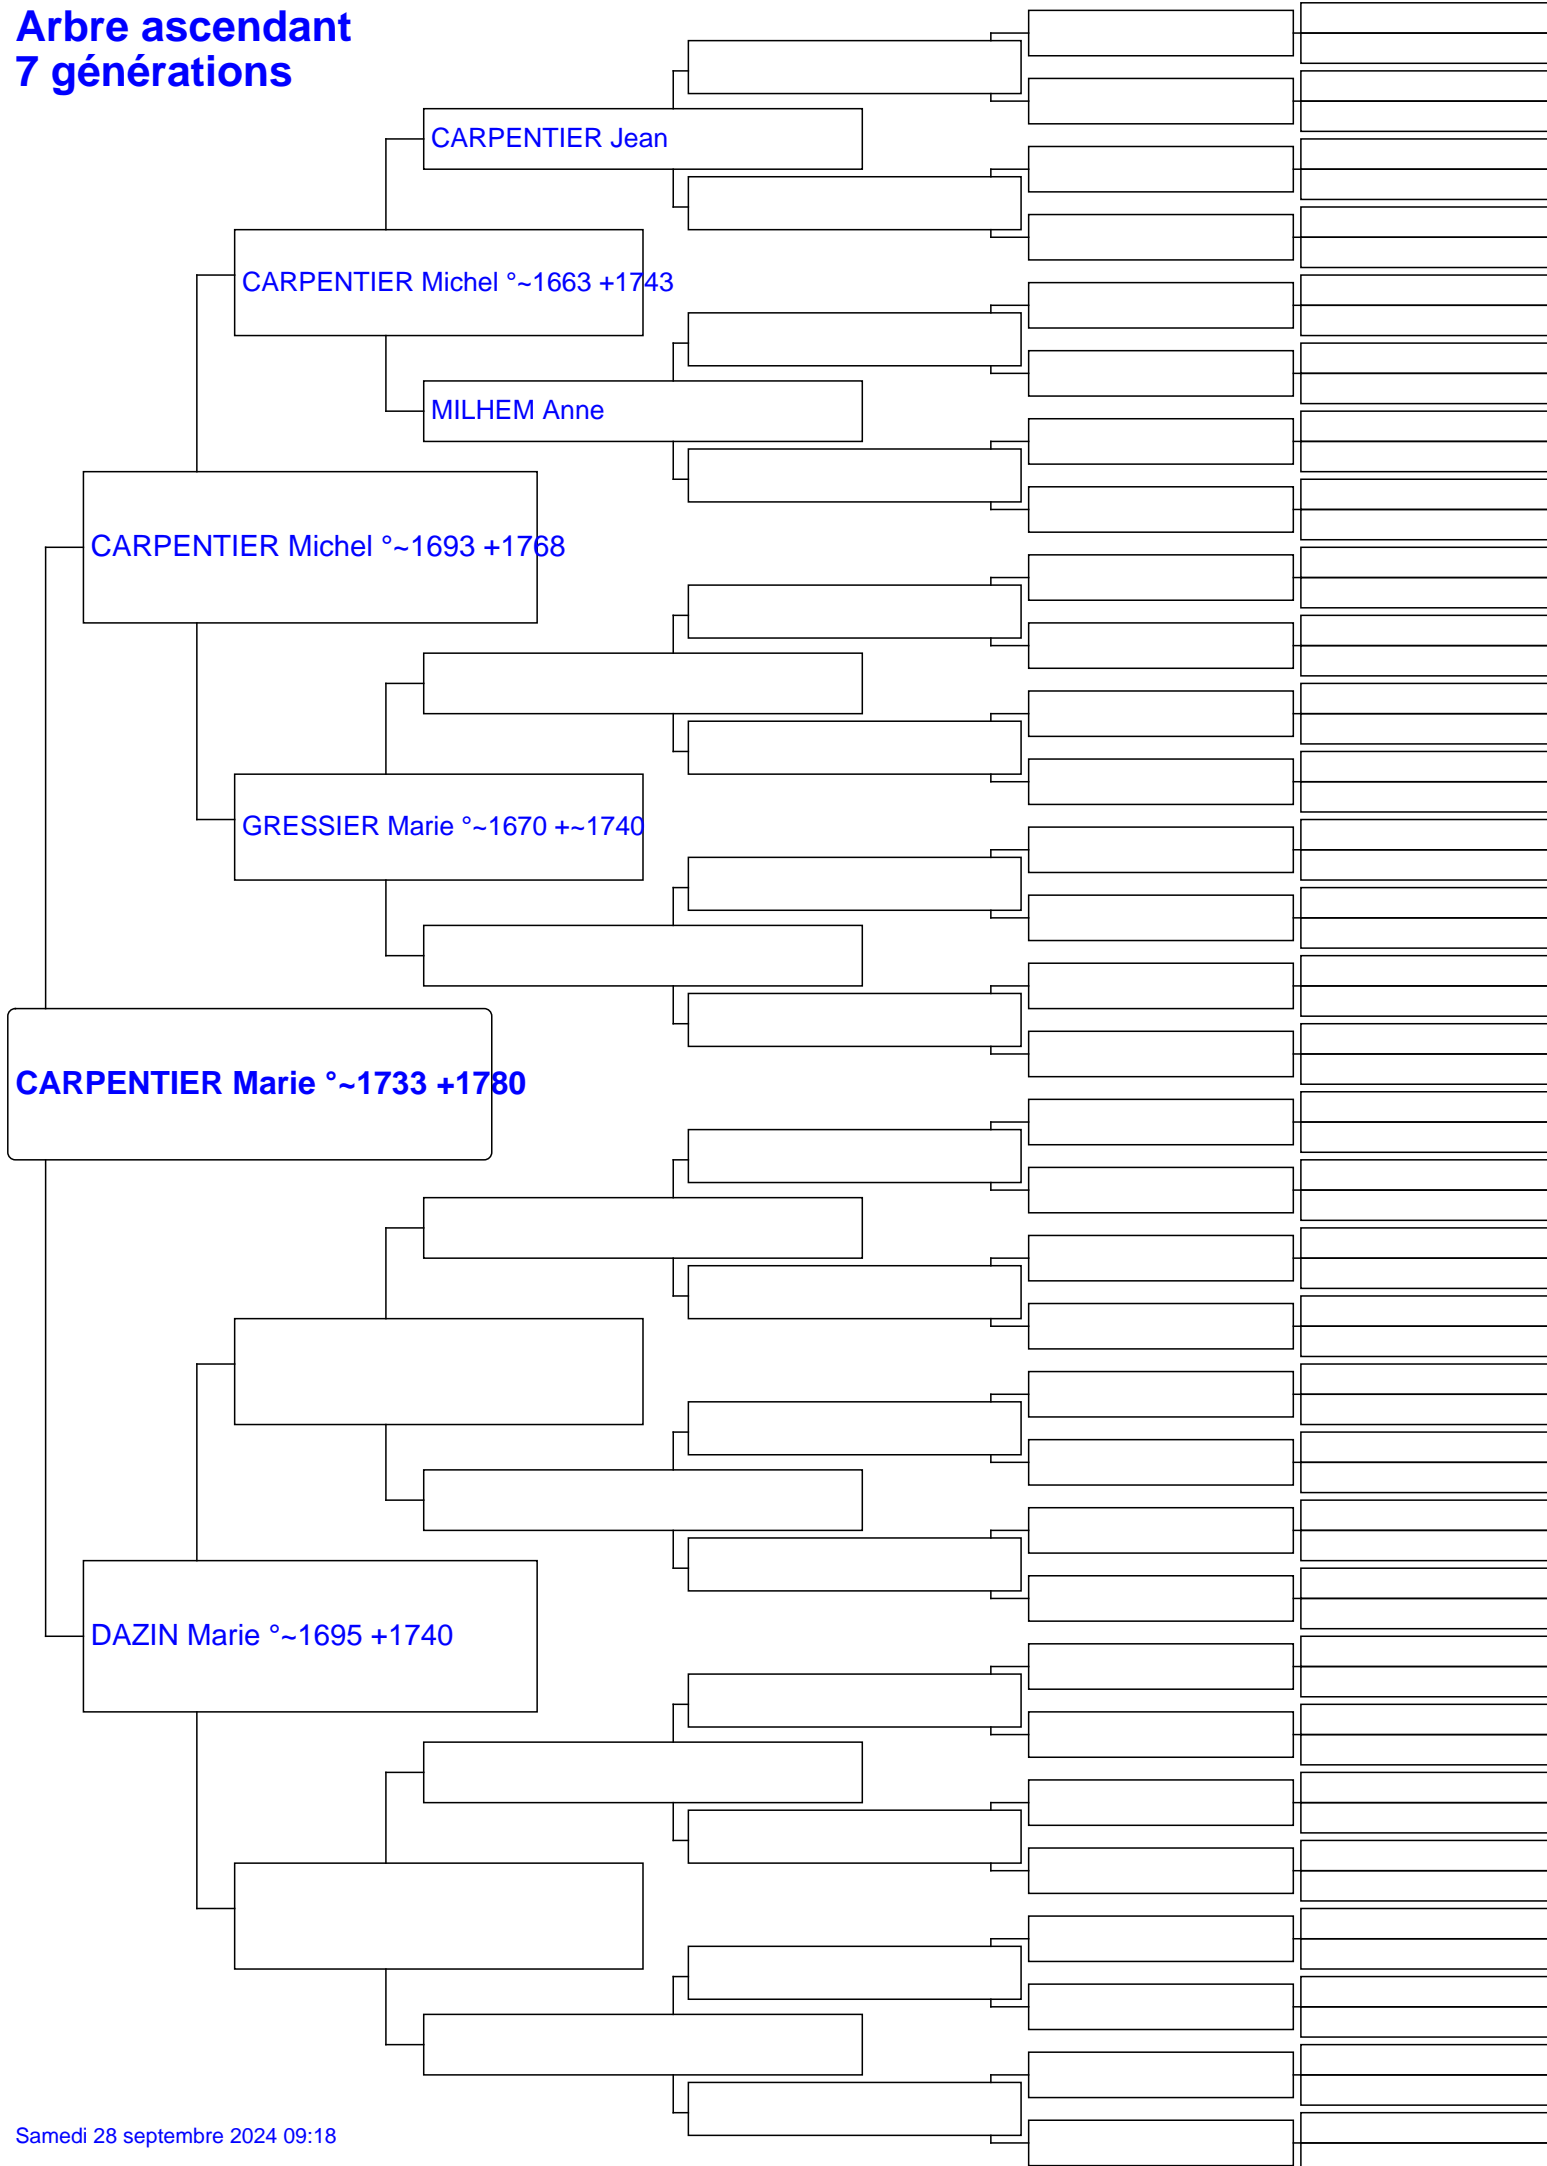 Arbre ascendant
7 générations
CARPENTIER Jean
CARPENTIER Michel °~1663 +1743
MILHEM Anne
CARPENTIER Michel °~1693 +1768
GRESSIER Marie °~1670 +~1740
CARPENTIER Marie °~1733 +1780
DAZIN Marie °~1695 +1740
Samedi 28 septembre 2024 09:18